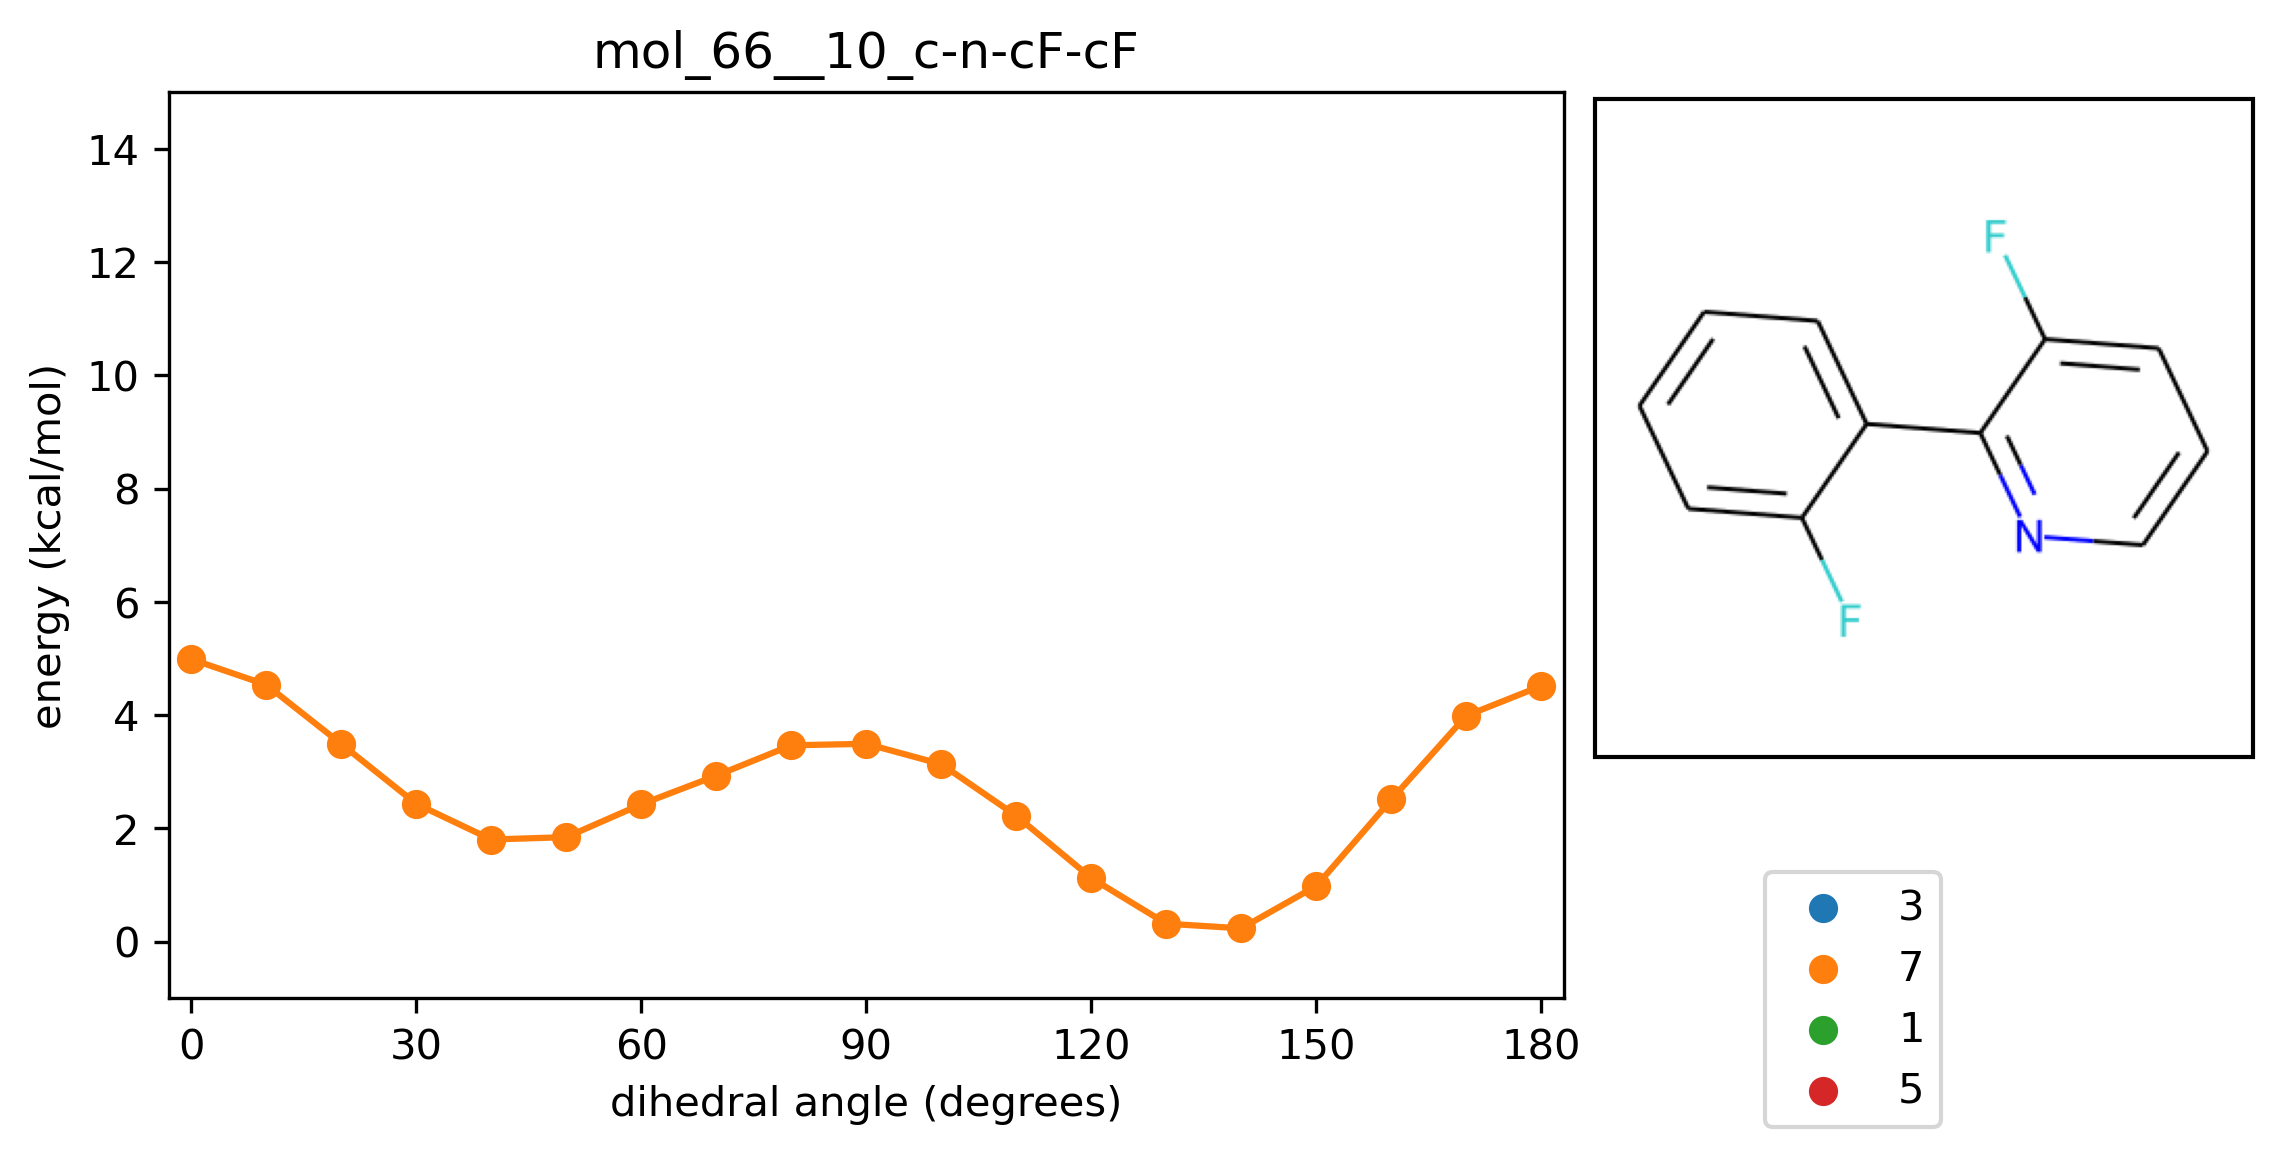 mol_66__10_c-n-cF-cF
energy (kcal/mol)
14
12
10
8
6
4
2
0
0 30 60 90 120 150 180
dihedral angle (degrees)
F
N
F
3
7
1
5